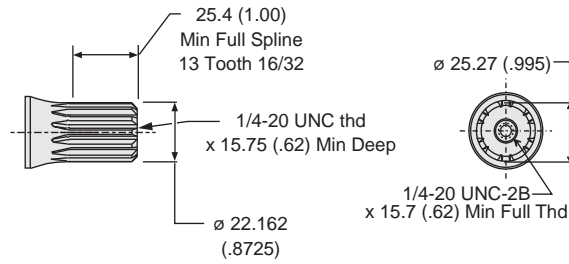 25.4 (1.00)
Min Full Spline
13 Tooth 16/32
ø 25.27 (.995)
1/4-20 UNC thd
x 15.75 (.62) Min Deep
1/4-20 UNC-2B
x 15.7 (.62) Min Full Thd
ø 22.162
(.8725)